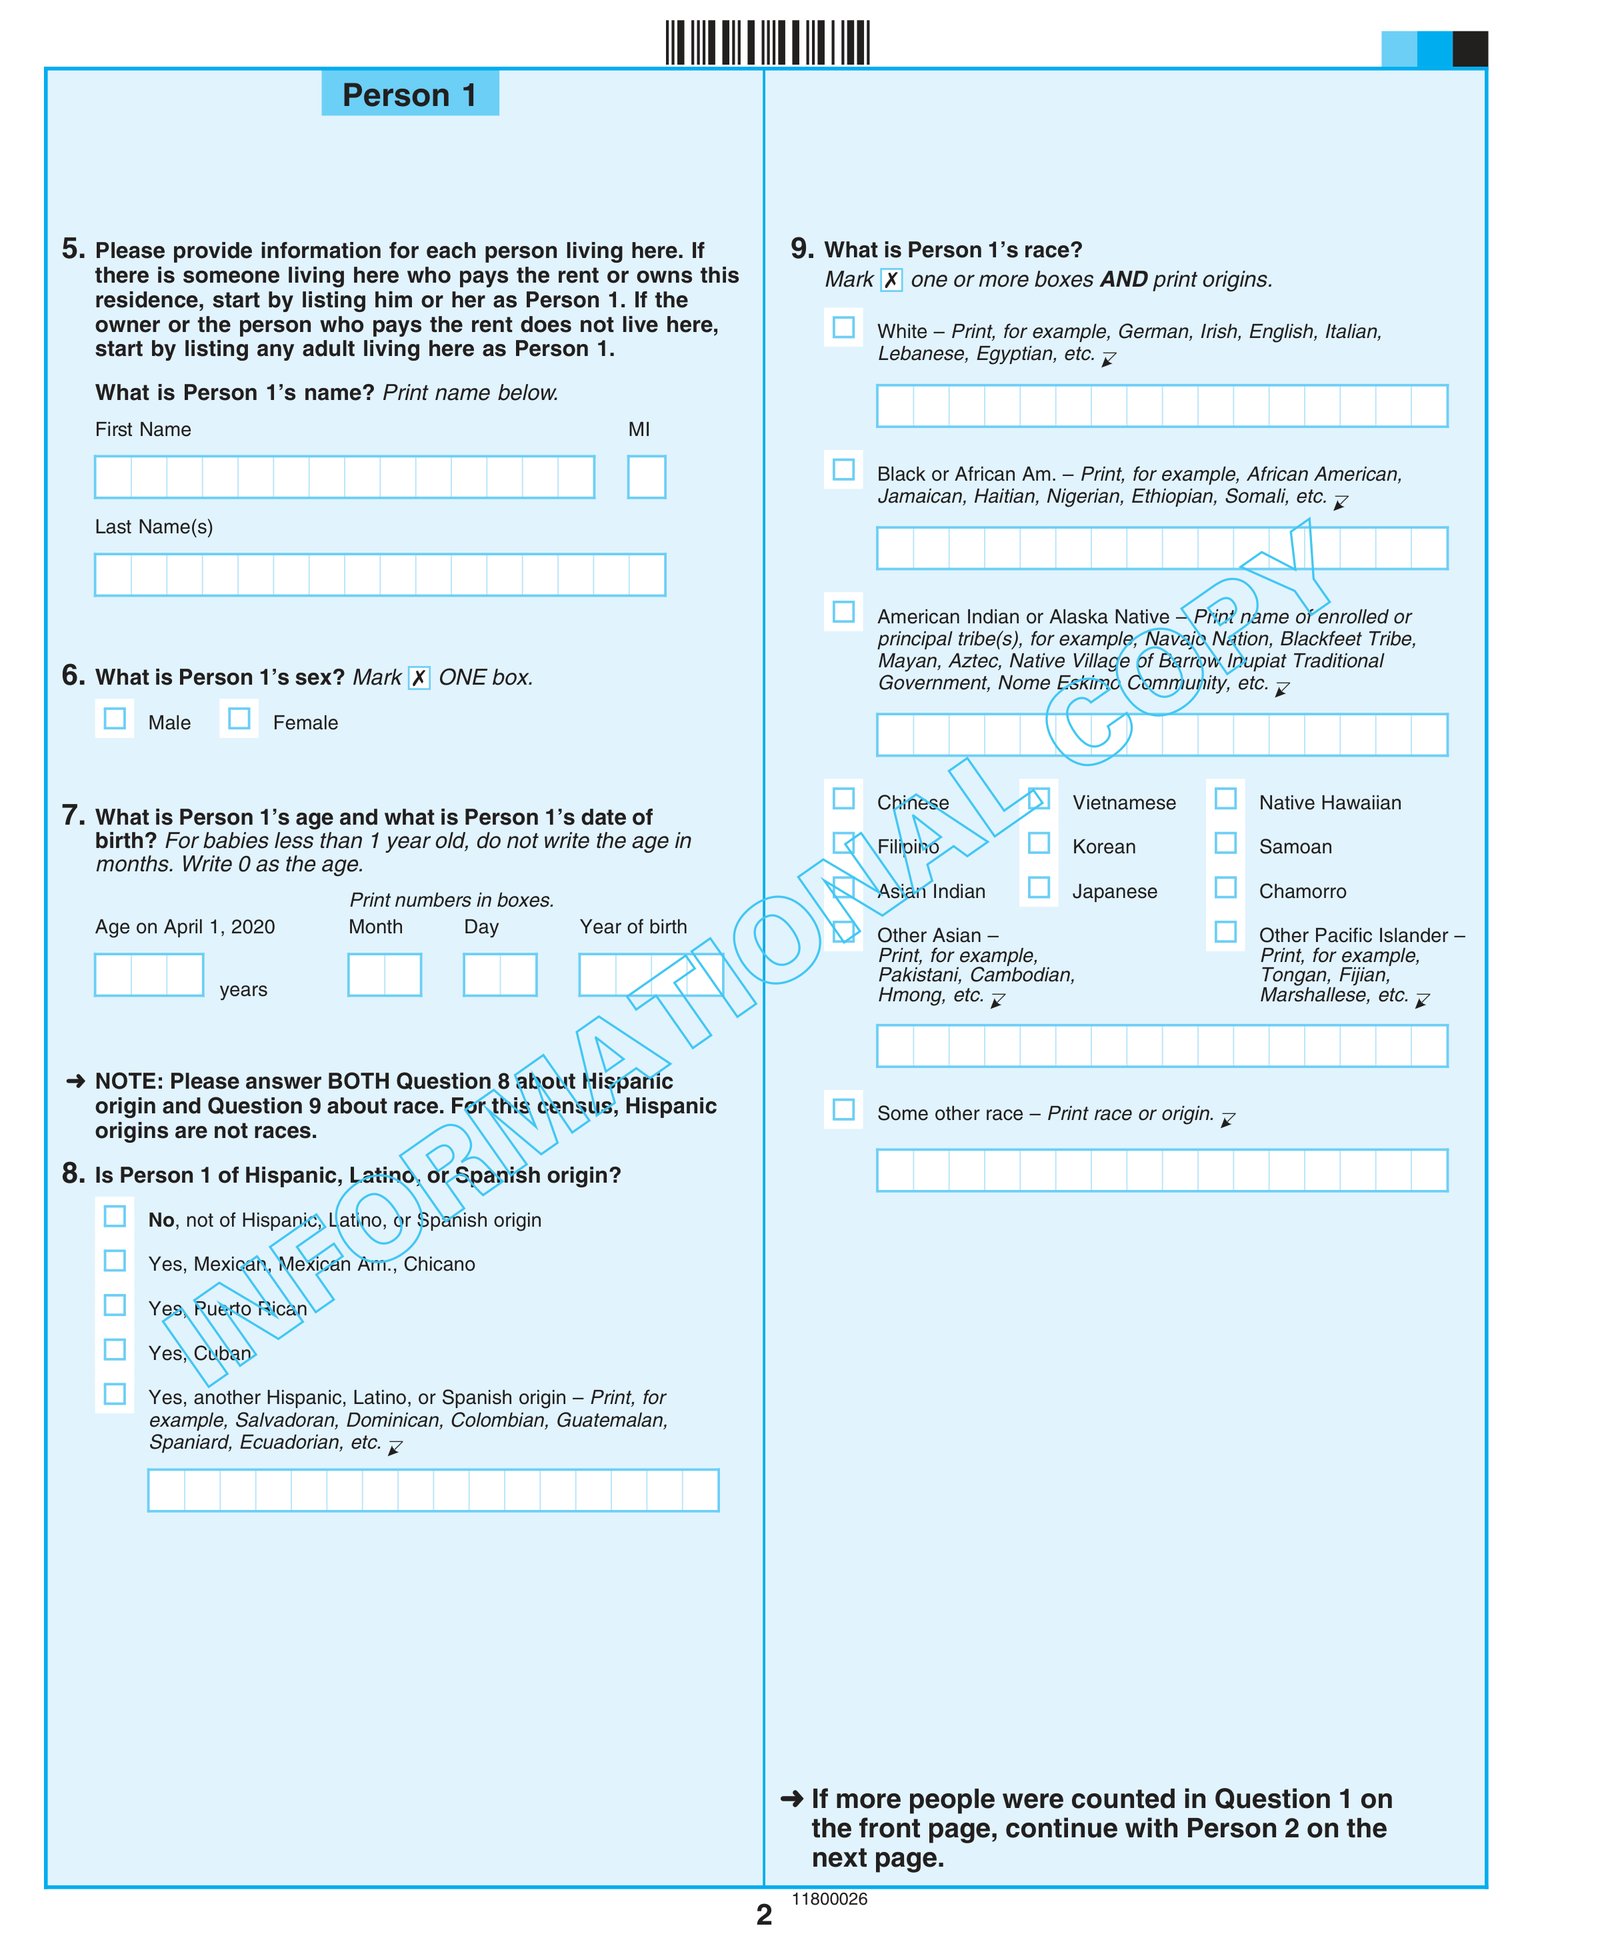 Person 1
5. Please provide information for each person living here. If
there is someone living here who pays the rent or owns this
residence, start by listing him or her as Person 1. If the
owner or the person who pays the rent does not live here,
start by listing any adult living here as Person 1.
What is Person 1’s name? Print name below.
First Name MI
Last Name(s)
6. What is Person 1’s sex? Mark ✗ ONE box.
Male Female
7. What is Person 1’s age and what is Person 1’s date of
birth? For babies less than 1 year old, do not write the age in
months. Write 0 as the age.
Print numbers in boxes.
Age on April 1, 2020 Month Day Year of birth
years
➜ NOTE: Please answer BOTH Question 8 about Hispanic
origin and Question 9 about race. For this census, Hispanic
origins are not races.
8. Is Person 1 of Hispanic, Latino, or Spanish origin?
No, not of Hispanic, Latino, or Spanish origin
Yes, Mexican, Mexican Am., Chicano
Yes, Puerto Rican
Yes, Cuban
Yes, another Hispanic, Latino, or Spanish origin – Print, for
example, Salvadoran, Dominican, Colombian, Guatemalan,
Spaniard, Ecuadorian, etc.
9. What is Person 1’s race?
Mark ✗ one or more boxes AND print origins.
White – Print, for example, German, Irish, English, Italian,
Lebanese, Egyptian, etc.
Black or African Am. – Print, for example, African American,
Jamaican, Haitian, Nigerian, Ethiopian, Somali, etc.
American Indian or Alaska Native – Print name of enrolled or
principal tribe(s), for example, Navajo Nation, Blackfeet Tribe,
Mayan, Aztec, Native Village of Barrow Inupiat Traditional
Government, Nome Eskimo Community, etc.
Chinese Vietnamese Native Hawaiian
Filipino Korean Samoan
Asian Indian Japanese Chamorro
Other Asian – Other Pacific Islander –
Print, for example, Print, for example,
Pakistani, Cambodian, Tongan, Fijian,
Hmong, etc. Marshallese, etc.
Some other race – Print race or origin.
➜ If more people were counted in Question 1 on
the front page, continue with Person 2 on the
next page.
INFORMATIONAL COPY
11800026
2